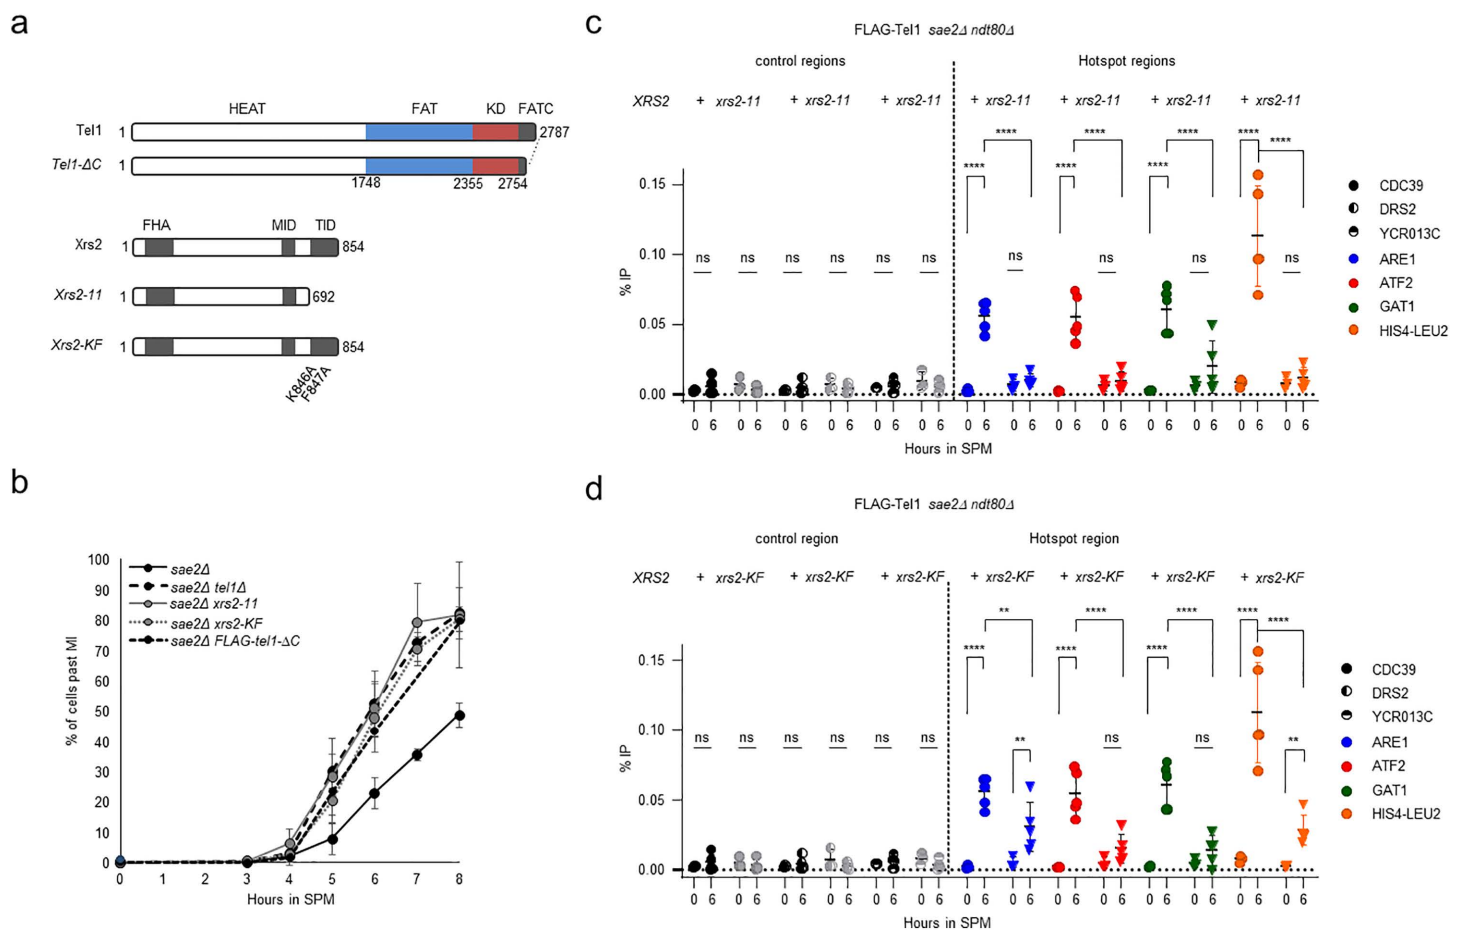 a
HEAT FAT KD FATC
Tel1 1 2787
Tel1-ΔC 1
1748 2355 2754
FHA MID TID
Xrs2 1 854
Xrs2-11 1 692
Xrs2-KF 1 854
K846A
F847A
b
100
90
80
70
60
50
40
30
20
10
0
% of cells past MI
sae2Δ
sae2Δ tel1Δ
sae2Δ xrs2-11
sae2Δ xrs2-KF
sae2Δ FLAG-tel1-ΔC
0 1 2 3 4 5 6 7 8
Hours in SPM
c
FLAG-Tel1 sae2Δ ndt80Δ
control regions Hotspot regions
XRS2 + xrs2-11 + xrs2-11 + xrs2-11 + xrs2-11 + xrs2-11 + xrs2-11 + xrs2-11
**** **** **** **** ****
**** **** ****
ns ns ns ns ns ns ns ns ns ns
0.15
0.10
0.05
0.00
% IP
0 6 0 6 0 6 0 6 0 6 0 6 0 6 0 6 0 6 0 6 0 6 0 6 0 6 0 6
Hours in SPM
CDC39
DRS2
YCR013C
ARE1
ATF2
GAT1
HIS4-LEU2
d
FLAG-Tel1 sae2Δ ndt80Δ
control region Hotspot region
XRS2 + xrs2-KF + xrs2-KF + xrs2-KF + xrs2-KF + xrs2-KF + xrs2-KF + xrs2-KF
** **** **** **** ****
**** **** ****
ns ns ns ns ns ns ** ns ns **
0.15
0.10
0.05
0.00
% IP
0 6 0 6 0 6 0 6 0 6 0 6 0 6 0 6 0 6 0 6 0 6 0 6 0 6 0 6
Hours in SPM
CDC39
DRS2
YCR013C
ARE1
ATF2
GAT1
HIS4-LEU2